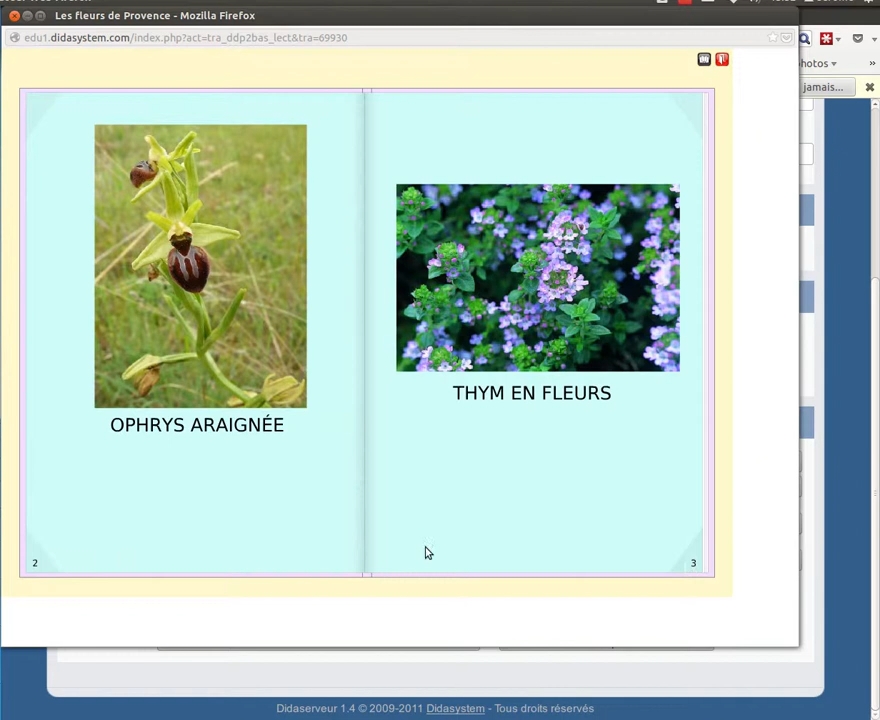 Les fleurs de Provence - Mozilla Firefox
edu1.didasystem.com/index.php?act=tra_ddp2bas_lect&tra=69930
photos
»
jamais...
OPHRYS ARAIGNÉE
THYM EN FLEURS
2
3
Didaserveur 1.4 © 2009-2011 Didasystem - Tous droits réservés